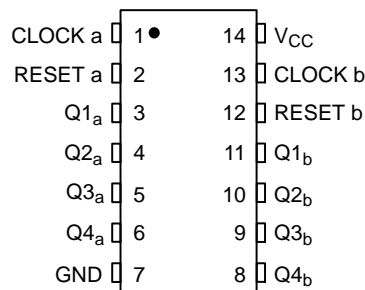 CLOCK a 1 14 VCC
RESET a 2 13 CLOCK b
Q1a 3 12 RESET b
Q2a 4 11 Q1b
Q3a 5 10 Q2b
Q4a 6 9 Q3b
GND 7 8 Q4b